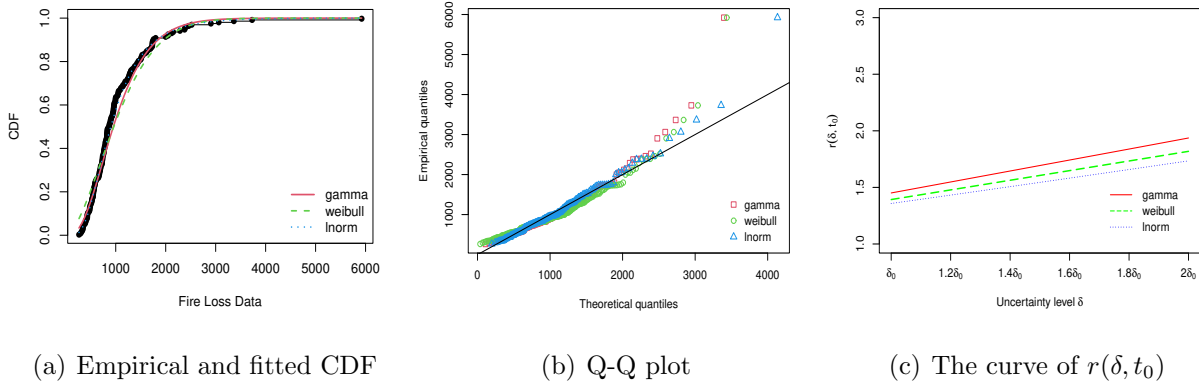 1.0
0.8
0.6
0.4
0.2
0.0
CDF
gamma
weibull
lnorm
1000 2000 3000 4000 5000 6000
Fire Loss Data
(a) Empirical and fitted CDF
6000
5000
4000
3000
2000
1000
Empirical quantiles
gamma
weibull
lnorm
0 1000 2000 3000 4000
Theoretical quantiles
(b) Q-Q plot
3.0
2.5
2.0
1.5
1.0
r(δ, t₀)
gamma
weibull
lnorm
δ₀ 1.2δ₀ 1.4δ₀ 1.6δ₀ 1.8δ₀ 2δ₀
Uncertainty level δ
(c) The curve of r(δ, t₀)